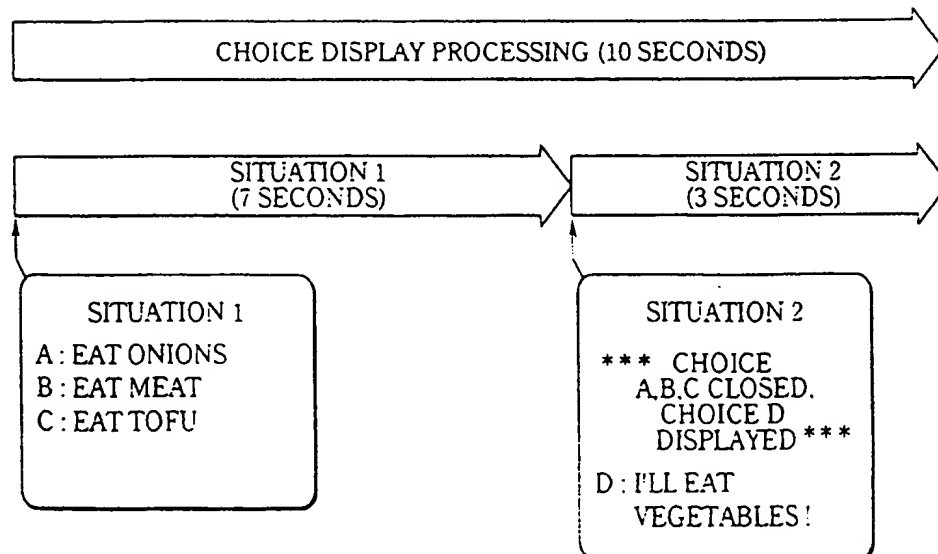 CHOICE DISPLAY PROCESSING (10 SECONDS)
SITUATION 1
(7 SECONDS)
SITUATION 2
(3 SECONDS)
SITUATION 1
A : EAT ONIONS
B : EAT MEAT
C : EAT TOFU
SITUATION 2
*** CHOICE
A,B,C CLOSED,
CHOICE D
DISPLAYED ***
D : I'LL EAT
VEGETABLES !